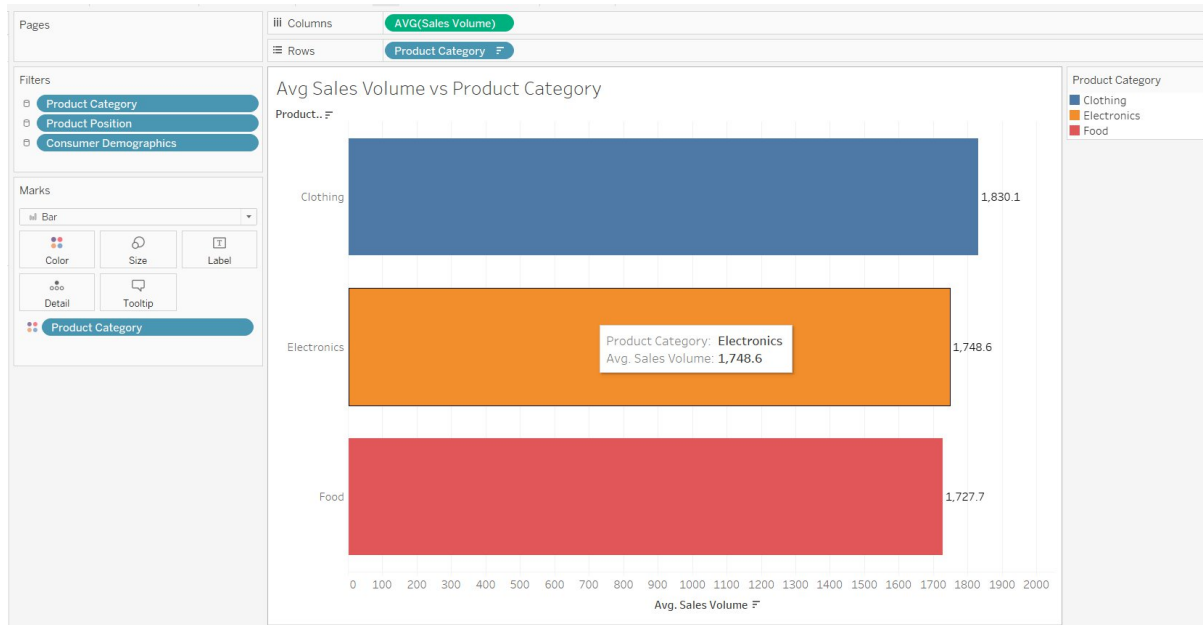 Pages
iii Columns
AVG(Sales Volume)
Rows
Product Category
Filters
Product Category
Product Position
Consumer Demographics
Marks
Bar
Color
Size
T
Label
Detail
Tooltip
Product Category
Avg Sales Volume vs Product Category
Product..
Clothing
1,830.1
Electronics
1,748.6
Product Category: Electronics
Avg. Sales Volume: 1,748.6
Food
1,727.7
0 100 200 300 400 500 600 700 800 900 1000 1100 1200 1300 1400 1500 1600 1700 1800 1900 2000
Avg. Sales Volume
Product Category
Clothing
Electronics
Food